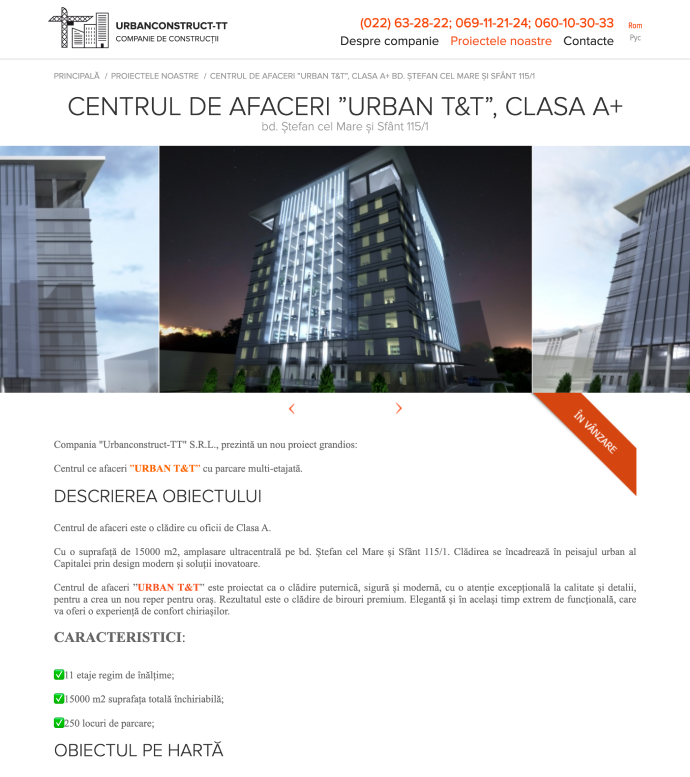 URBANCONSTRUCT-TT
COMPANIE DE CONSTRUCȚII
(022) 63-28-22; 069-11-21-24; 060-10-30-33
Rom
Рус
Despre companie Proiectele noastre Contacte
PRINCIPALĂ / PROIECTELE NOASTRE / CENTRUL DE AFACERI "URBAN T&T", CLASA A+ BD. ȘTEFAN CEL MARE ȘI SFÂNT 115/1
CENTRUL DE AFACERI ”URBAN T&T”, CLASA A+
bd. Ștefan cel Mare și Sfânt 115/1
ÎN VÂNZARE
Compania "Urbanconstruct-TT" S.R.L., prezintă un nou proiect grandios:
Centrul ce afaceri "URBAN T&T" cu parcare multi-etajată.
DESCRIEREA OBIECTULUI
Centrul de afaceri este o clădire cu oficii de Clasa A.
Cu o suprafață de 15000 m2, amplasare ultracentrală pe bd. Ștefan cel Mare și Sfânt 115/1. Clădirea se încadrează în peisajul urban al
Capitalei prin design modern și soluții inovatoare.
Centrul de afaceri "URBAN T&T" este proiectat ca o clădire puternică, sigură și modernă, cu o atenție excepțională la calitate și detalii,
pentru a crea un nou reper pentru oraș. Rezultatul este o clădire de birouri premium. Elegantă și în același timp extrem de funcțională, care
va oferi o experiență de confort chiriașilor.
CARACTERISTICI:
✅11 etaje regim de înălțime;
✅15000 m2 suprafața totală închiriabilă;
✅250 locuri de parcare;
OBIECTUL PE HARTĂ